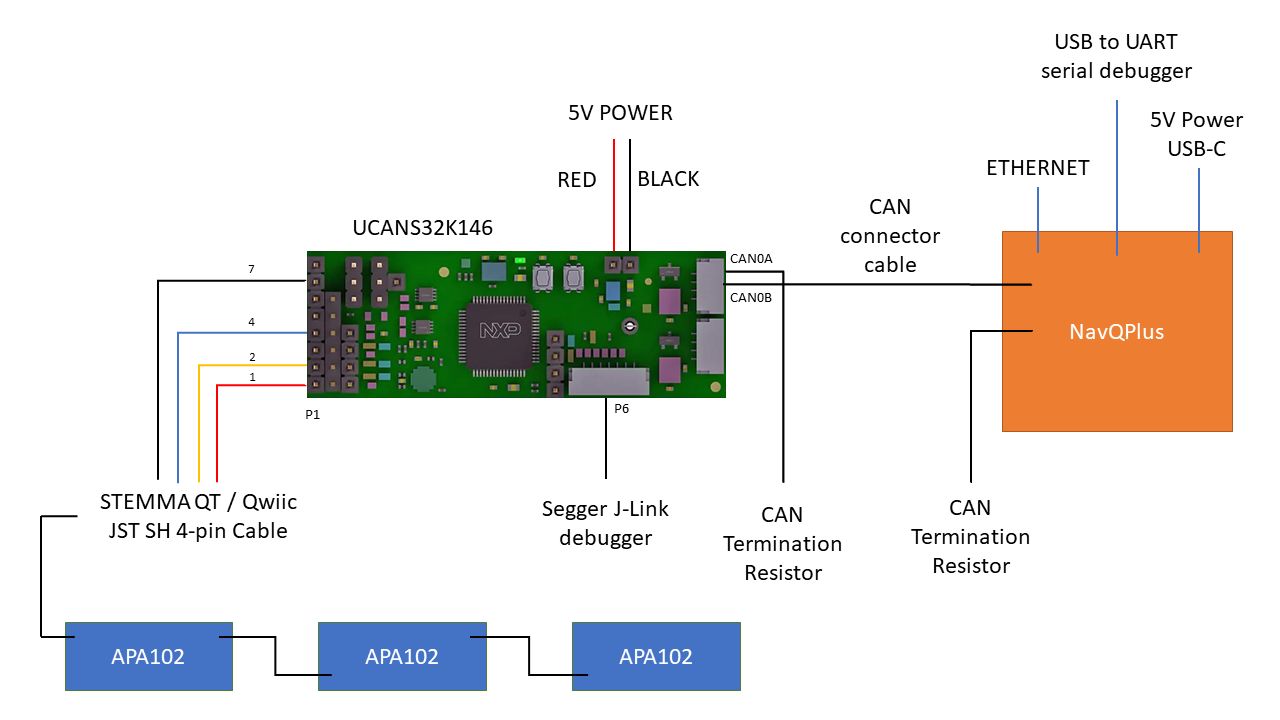 USB to UART
serial debugger
5V POWER
5V Power
USB-C
ETHERNET
RED
BLACK
CAN
connector
cable
UCANS32K146
CAN0A
CAN0B
7
4
2
1
NXP
NavQPlus
P1
P6
STEMMA QT / Qwiic
JST SH 4-pin Cable
Segger J-Link
debugger
CAN
Termination
Resistor
CAN
Termination
Resistor
APA102
APA102
APA102